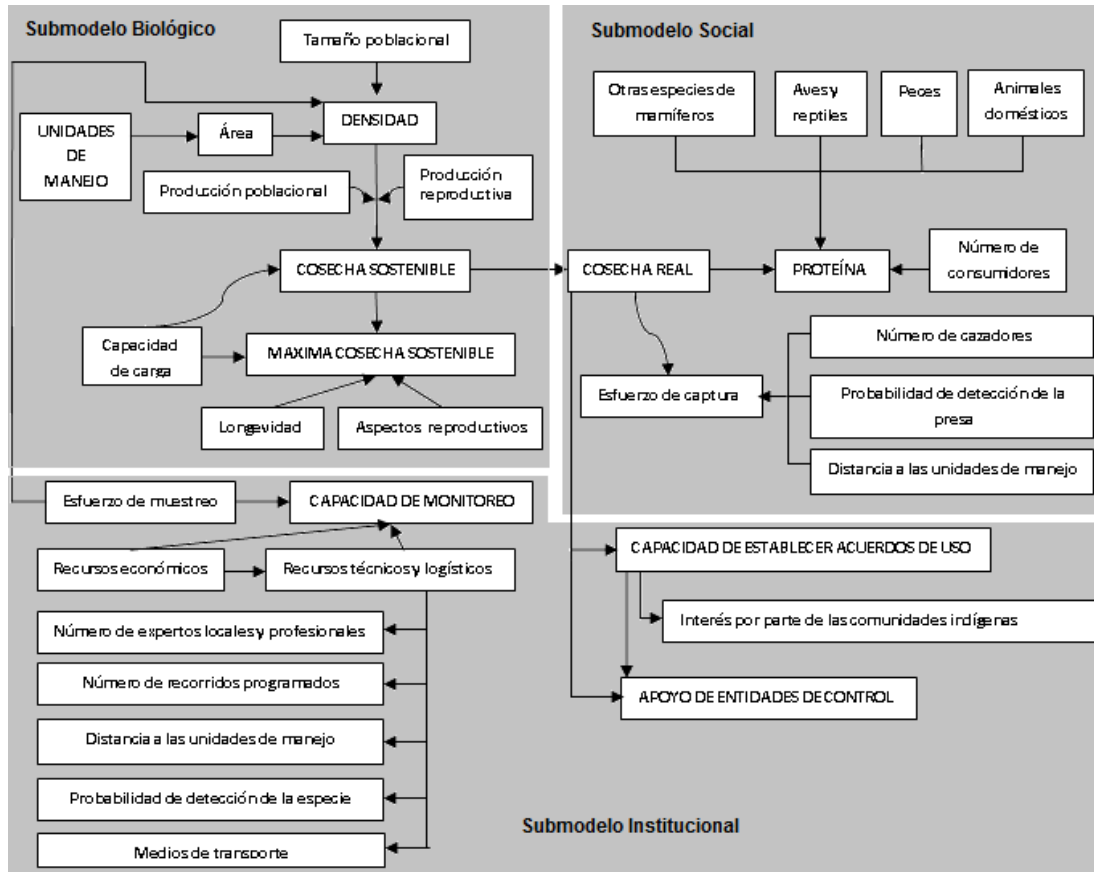 Submodelo Biológico
Tamaño poblacional
DENSIDAD
UNIDADES
DE
MANEJO
Área
Producción poblacional
Producción
reproductiva
COSECHA SOSTENIBLE
Capacidad
de carga
MAXIMA COSECHA SOSTENIBLE
Longevidad
Aspectos reproductivos
Submodelo Social
Otras especies de
mamíferos
Aves y
reptiles
Peces
Animales
domésticos
COSECHA REAL
PROTEÍNA
Número de
consumidores
Número de cazadores
Esfuerzo de captura
Probabilidad de detección de la
presa
Distancia a las unidades de manejo
Esfuerzo de muestreo
CAPACIDAD DE MONITOREO
Recursos económicos
Recursos técnicos y logísticos
Número de expertos locales y profesionales
Número de recorridos programados
Distancia a las unidades de manejo
Probabilidad de detección de la especie
Medios de transporte
CAPACIDAD DE ESTABLECER ACUERDOS DE USO
Interés por parte de las comunidades indígenas
APOYO DE ENTIDADES DE CONTROL
Submodelo Institucional